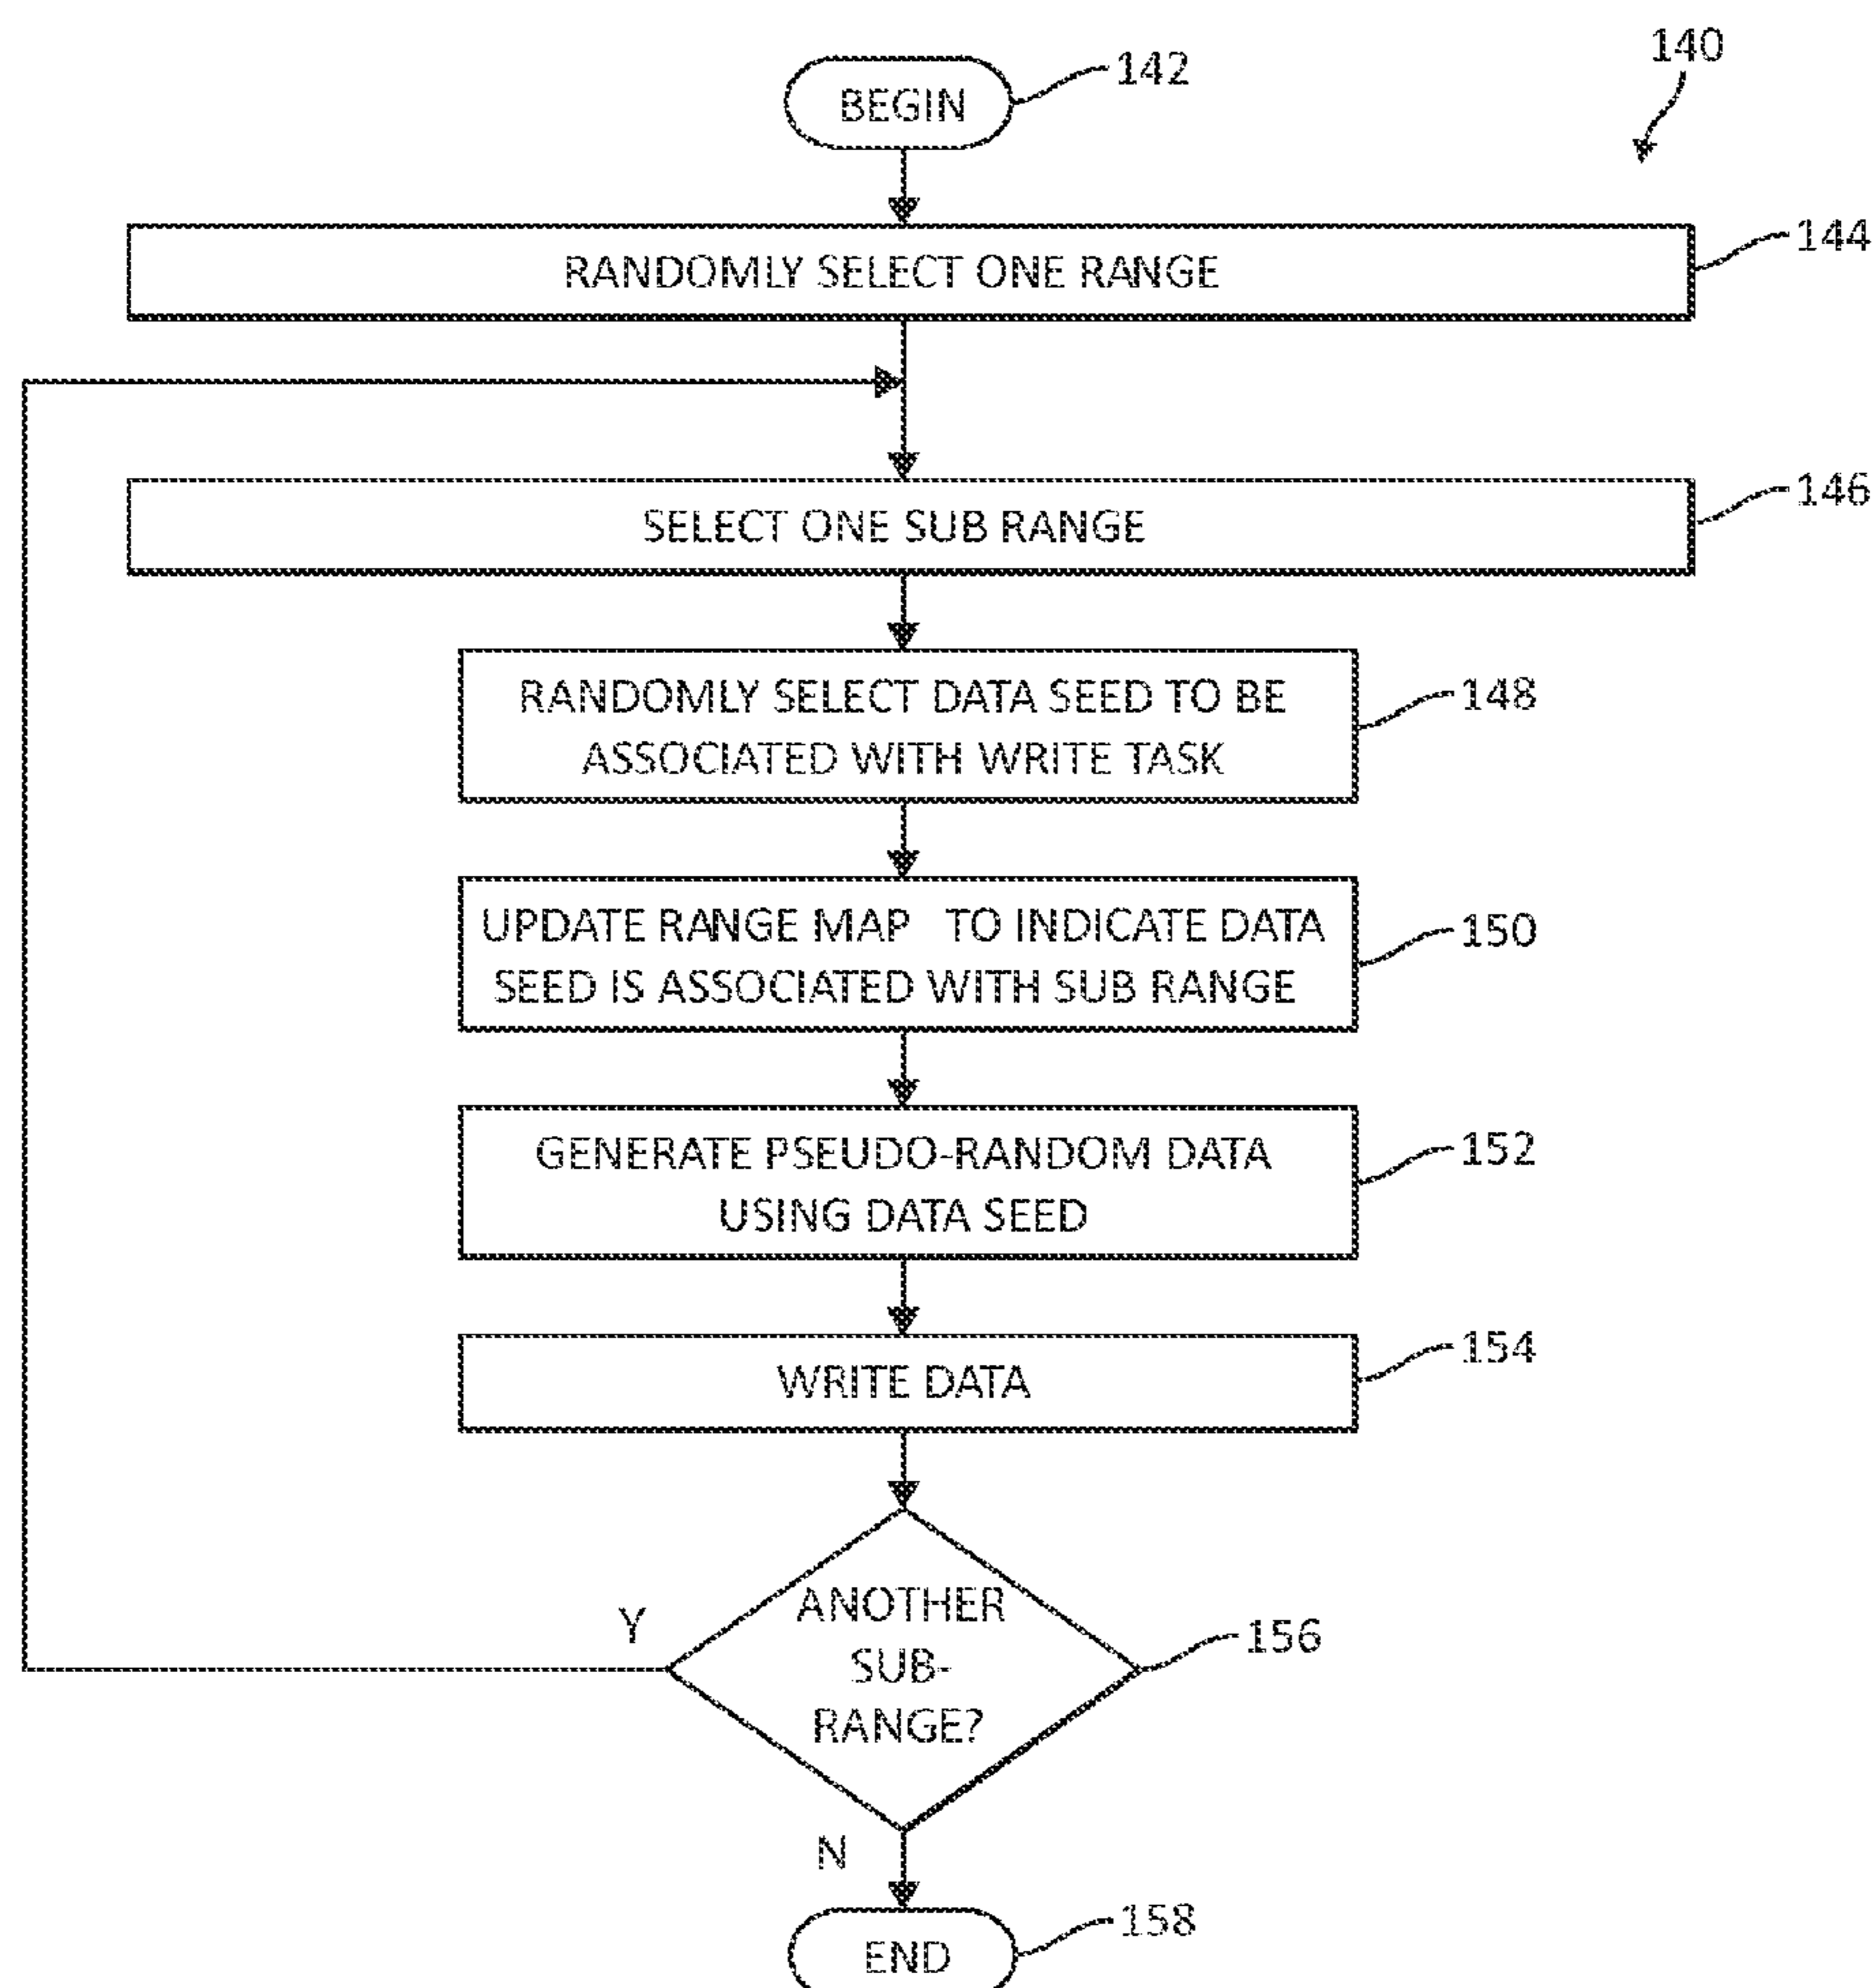 140
BEGIN
142
RANDOMLY SELECT ONE RANGE
144
SELECT ONE SUB RANGE
146
RANDOMLY SELECT DATA SEED TO BE
ASSOCIATED WITH WRITE TASK
148
UPDATE RANGE MAP TO INDICATE DATA
SEED IS ASSOCIATED WITH SUB RANGE
150
GENERATE PSEUDO-RANDOM DATA
USING DATA SEED
152
WRITE DATA
154
ANOTHER
SUB-
RANGE?
156
Y
N
END
158